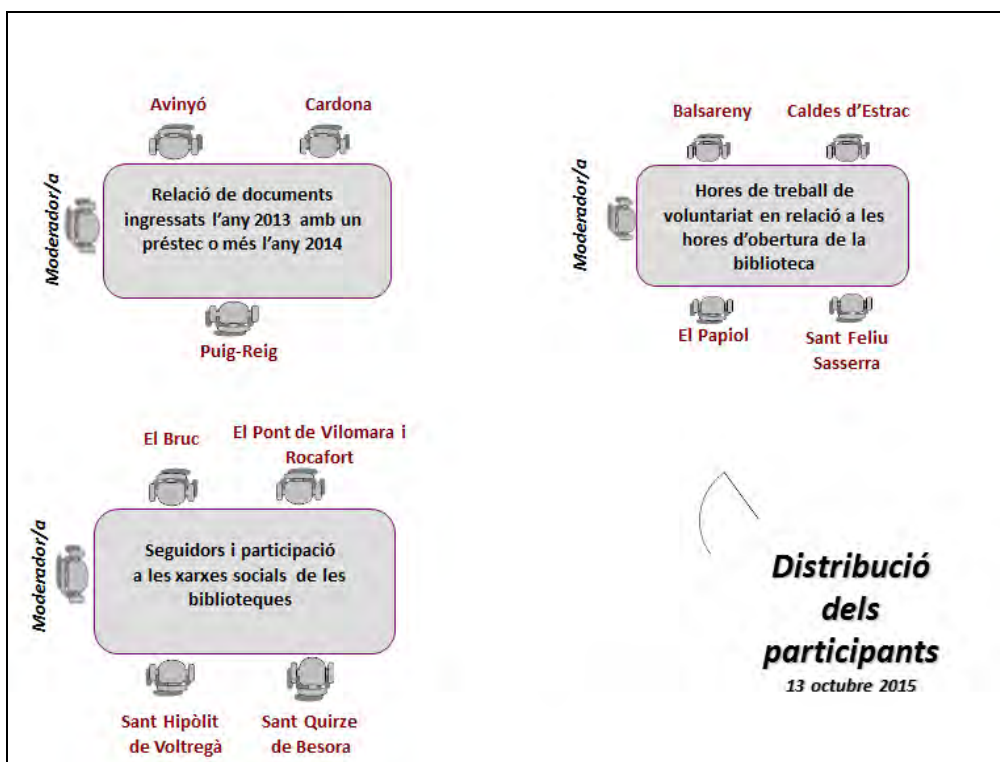 Avinyó
Cardona
Moderador/a
Relació de documents
ingressats l'any 2013 amb un
préstec o més l'any 2014
Puig-Reig
Balsareny
Caldes d'Estrac
Moderador/a
Hores de treball de
voluntariat en relació a les
hores d'obertura de la
biblioteca
El Papiol
Sant Feliu
Sasserra
El Bruc
El Pont de Vilomara i
Rocafort
Moderador/a
Seguidors i participació
a les xarxes socials de les
biblioteques
Sant Hipòlit
de Voltregà
Sant Quirze
de Besora
Distribució
dels
participants
13 octubre 2015